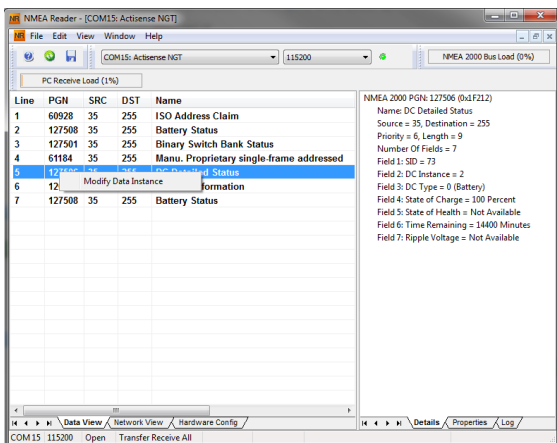 NMEA Reader - [COM15: Actisense NGT]
File Edit View Window Help
COM15: Actisense NGT 115200 NMEA 2000 Bus Load (0%)
PC Receive Load (1%)
Line PGN SRC DST Name
1 60928 35 255 ISO Address Claim
2 127508 35 255 Battery Status
3 127501 35 255 Binary Switch Bank Status
4 61184 35 255 Manu. Proprietary single-frame addressed
5 127506 35 255 DC Detailed Status
Modify Data Instance
6
7 127508 35 255 Battery Status
NMEA 2000 PGN: 127506 (0x1F212)
Name: DC Detailed Status
Source = 35, Destination = 255
Priority = 6, Length = 9
Number Of Fields = 7
Field 1: SID = 73
Field 2: DC Instance = 2
Field 3: DC Type = 0 (Battery)
Field 4: State of Charge = 100 Percent
Field 5: State of Health = Not Available
Field 6: Time Remaining = 14400 Minutes
Field 7: Ripple Voltage = Not Available
Data View Network View Hardware Config
Details Properties Log
COM15 115200 Open Transfer Receive All